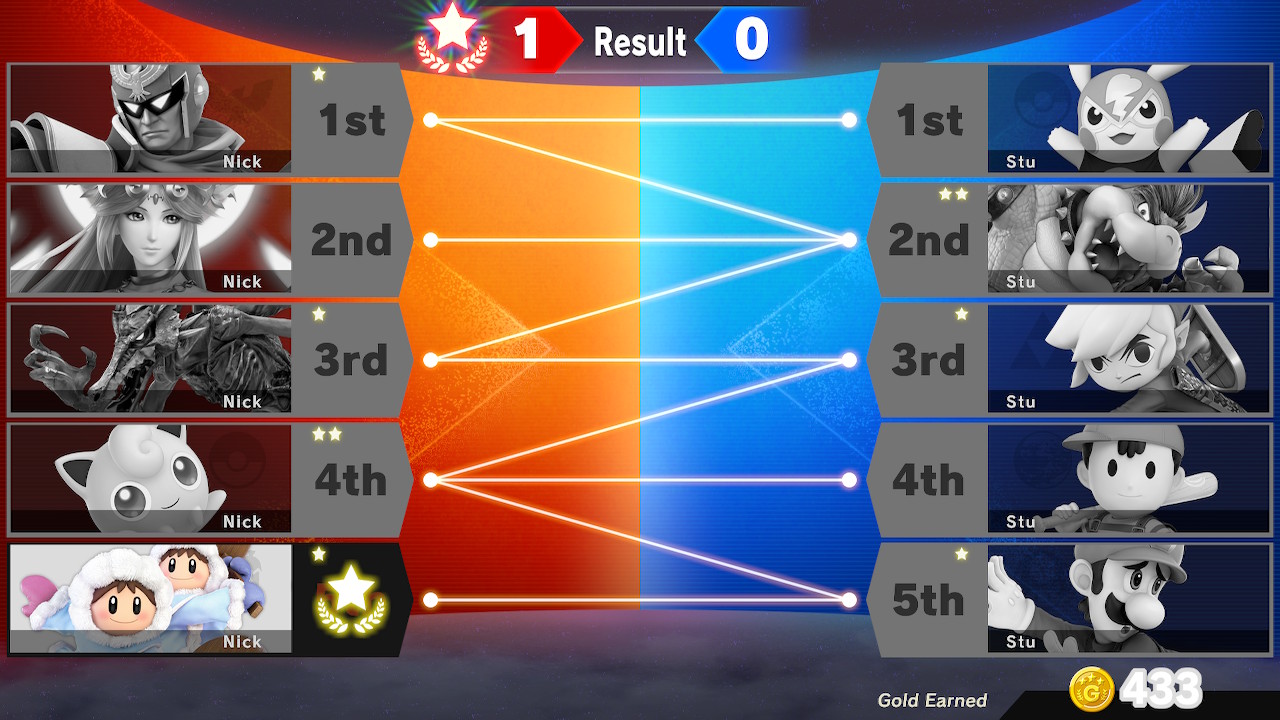 1 Result 0
1st
Nick
1st
Stu
2nd
Nick
2nd
Stu
3rd
Nick
3rd
Stu
4th
Nick
4th
Stu
Nick
5th
Stu
Gold Earned G 433